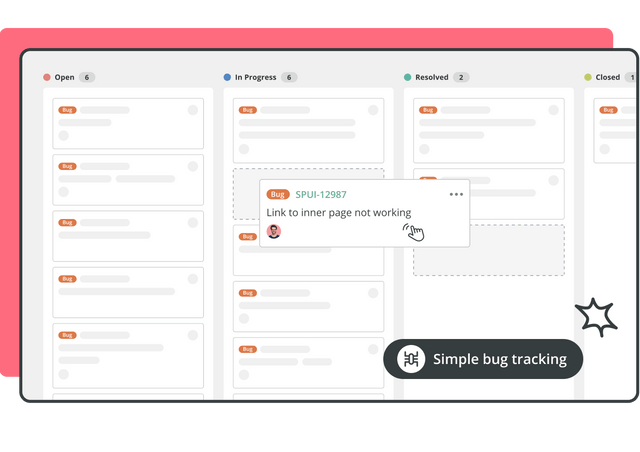 Open 6
In Progress 6
Resolved 2
Closed 1
Bug
Bug
Bug
Bug
Bug
Bug
Bug
Bug
Bug
Bug
Bug
Bug SPUI-12987
Link to inner page not working
Bug
Simple bug tracking